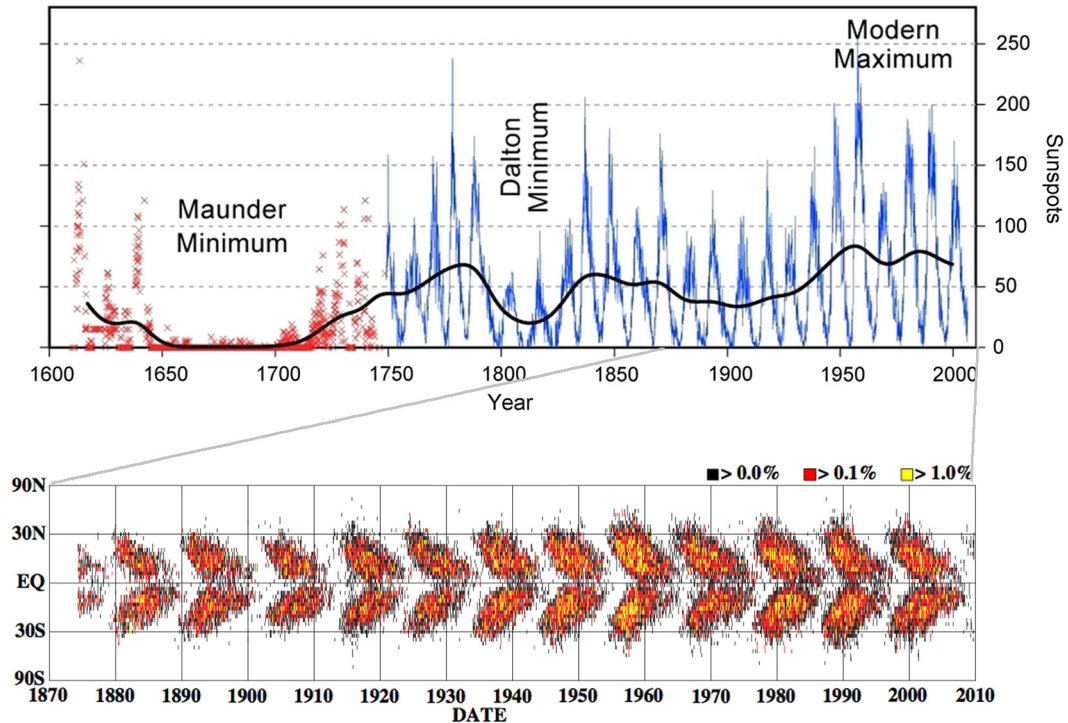 Modern
Maximum
250
200
150
100
50
0
Sunspots
Maunder
Minimum
Dalton
Minimum
1600 1650 1700 1750 1800 1850 1900 1950 2000
Year
> 0.0% > 0.1% > 1.0%
90N
30N
EQ
30S
90S
1870 1880 1890 1900 1910 1920 1930 1940 1950 1960 1970 1980 1990 2000 2010
DATE